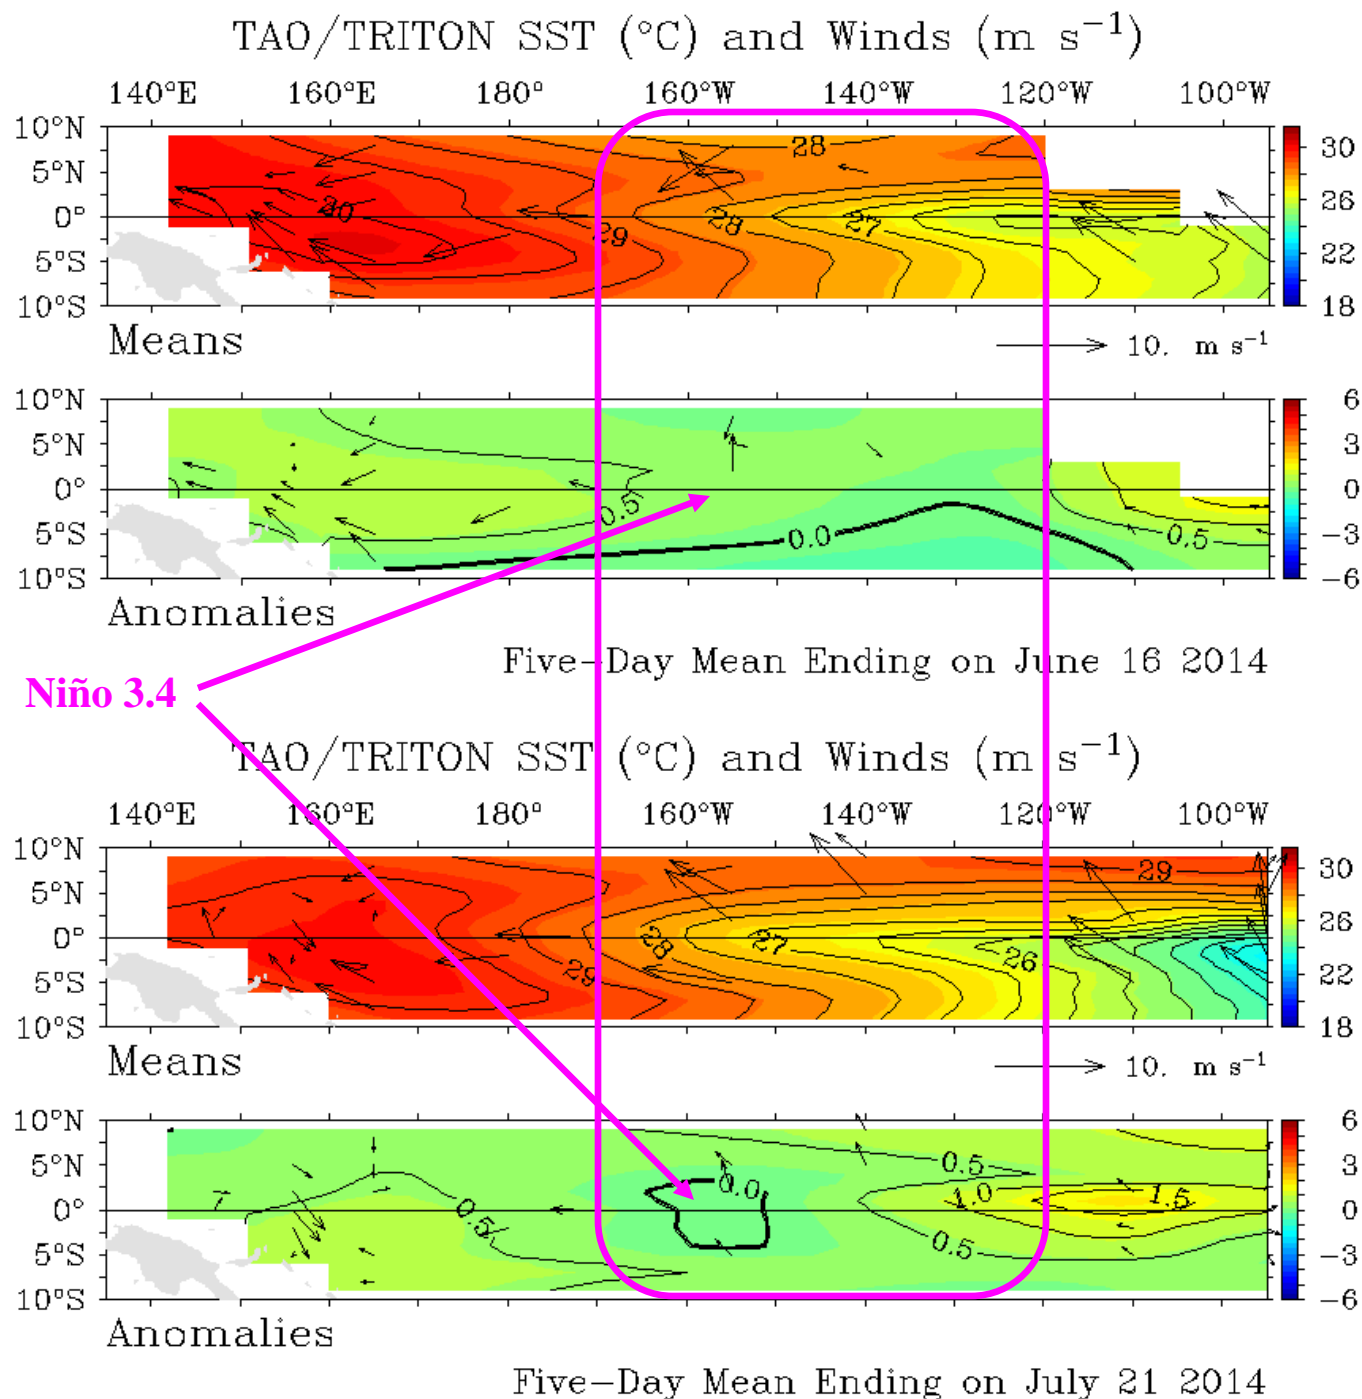 TAO/TRITON SST (°C) and Winds (m s⁻¹)
140°E 160°E 180° 160°W 140°W 120°W 100°W
10°N
5°N
0°
5°S
10°S
30
29
28
28
27
30
26
22
18
Means
10. m s⁻¹
10°N
5°N
0°
5°S
10°S
0.5
0.0
0.5
6
3
0
−3
−6
Anomalies
Five−Day Mean Ending on June 16 2014
Niño 3.4
TAO/TRITON SST (°C) and Winds (m s⁻¹)
140°E 160°E 180° 160°W 140°W 120°W 100°W
10°N
5°N
0°
5°S
10°S
29
28
27
26
29
30
26
22
18
Means
10. m s⁻¹
10°N
5°N
0°
5°S
10°S
0.5
0.0
0.5
1.0
1.5
0.5
6
3
0
−3
−6
Anomalies
Five−Day Mean Ending on July 21 2014